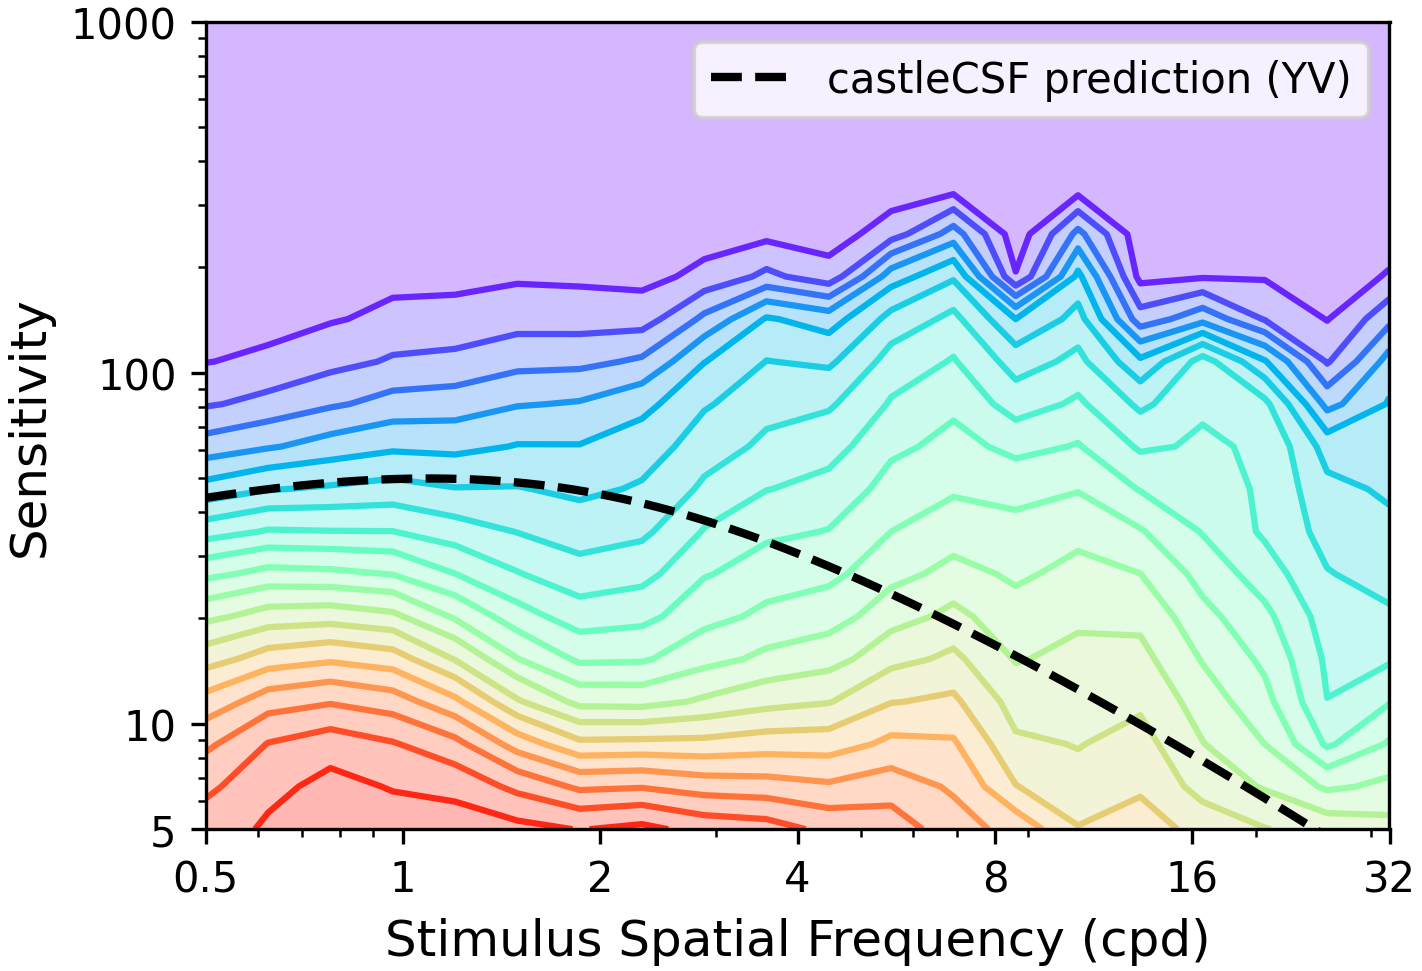 1000
castleCSF prediction (YV)
100
Sensitivity
10
5
0.5 1 2 4 8 16 32
Stimulus Spatial Frequency (cpd)